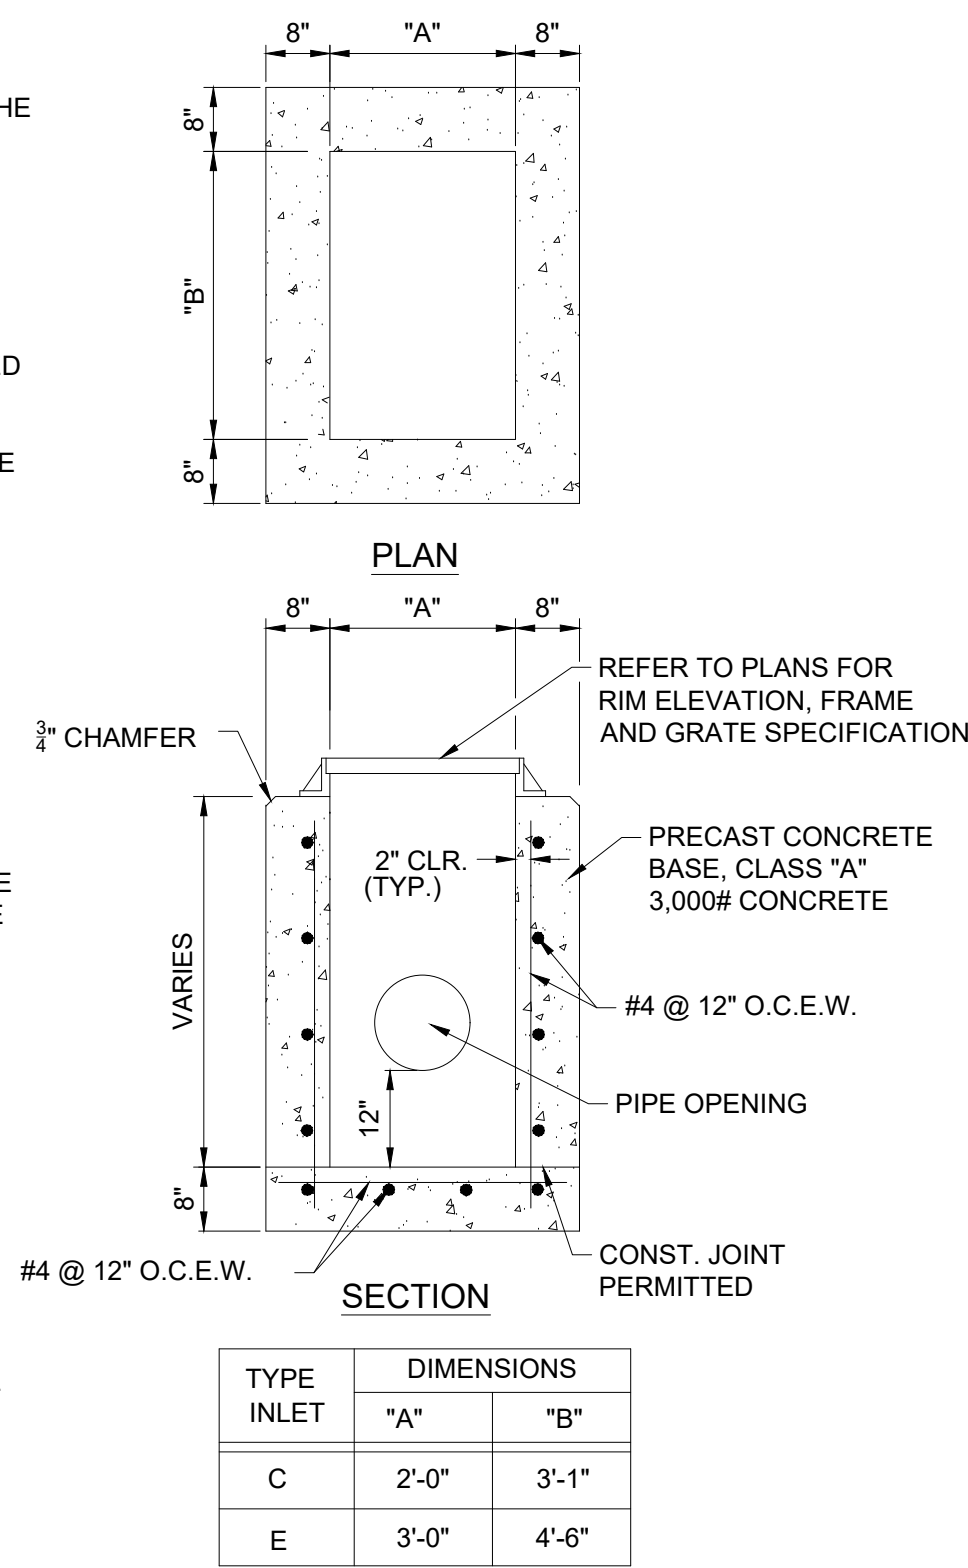 8" "A" 8"
HE
8"
"B"
ED
E
8"
PLAN
8" "A" 8"
REFER TO PLANS FOR
RIM ELEVATION, FRAME
AND GRATE SPECIFICATION
3/4" CHAMFER
PRECAST CONCRETE
BASE, CLASS "A"
3,000# CONCRETE
2" CLR.
(TYP.)
E
E
VARIES
#4 @ 12" O.C.E.W.
PIPE OPENING
12"
8"
#4 @ 12" O.C.E.W.
CONST. JOINT
PERMITTED
SECTION
TYPE
INLET
DIMENSIONS
"A" "B"
C 2'-0" 3'-1"
E 3'-0" 4'-6"